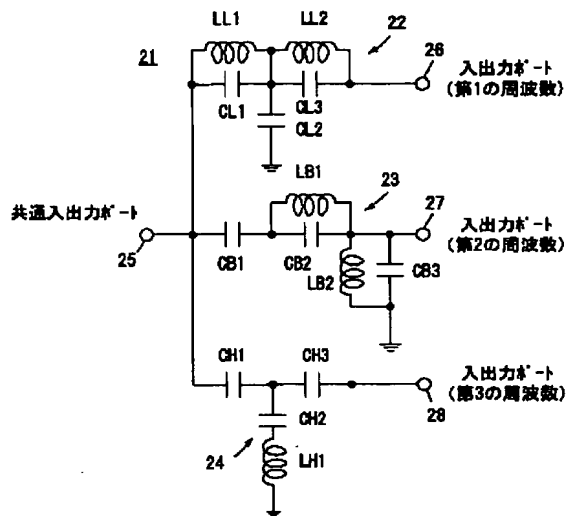 21
LL1
LL2
22
26
CL1
CL3
CL2
入出力ポート
(第1の周波数)
LB1
23
27
共通入出力ポート
25
CB1
CB2
LB2
CB3
入出力ポート
(第2の周波数)
CH1
CH3
CH2
24
LH1
28
入出力ポート
(第3の周波数)